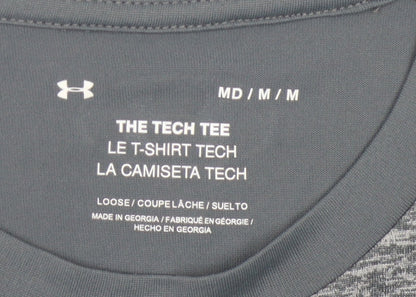 MD / M / M
THE TECH TEE
LE T-SHIRT TECH
LA CAMISETA TECH
LOOSE / COUPE LÂCHE / SUELTO
MADE IN GEORGIA / FABRIQUÉ EN GÉORGIE /
HECHO EN GEORGIA